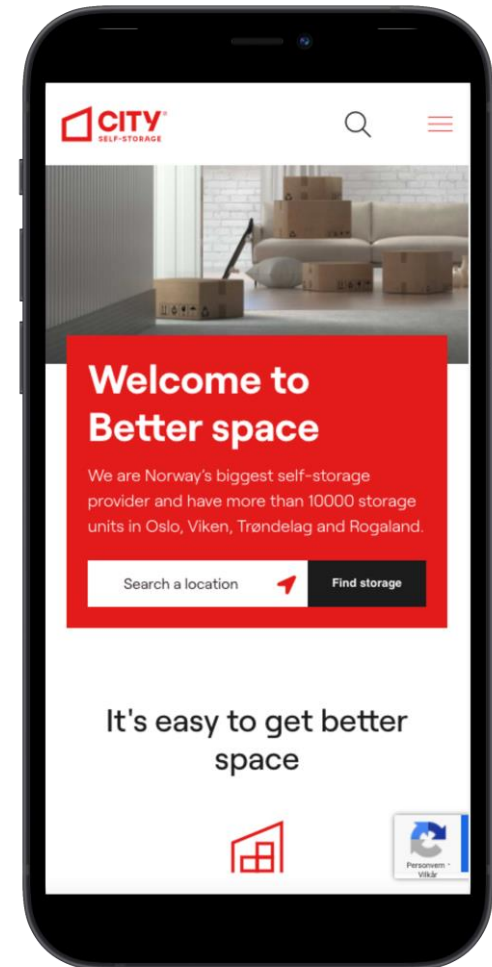 CITY®
SELF-STORAGE
Welcome to
Better space
We are Norway's biggest self-storage
provider and have more than 10000 storage
units in Oslo, Viken, Trøndelag and Rogaland.
Search a location
Find storage
It's easy to get better
space
Personvern -
Vilkår